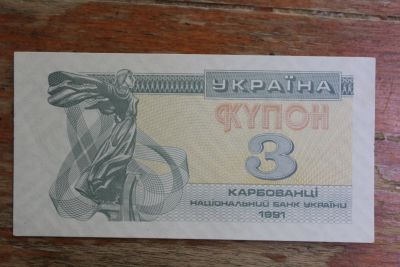 УКРАЇНА
КУПОН
3
КАРБОВАНЦІ
НАЦІОНАЛЬНИЙ БАНК УКРАЇНИ
1991